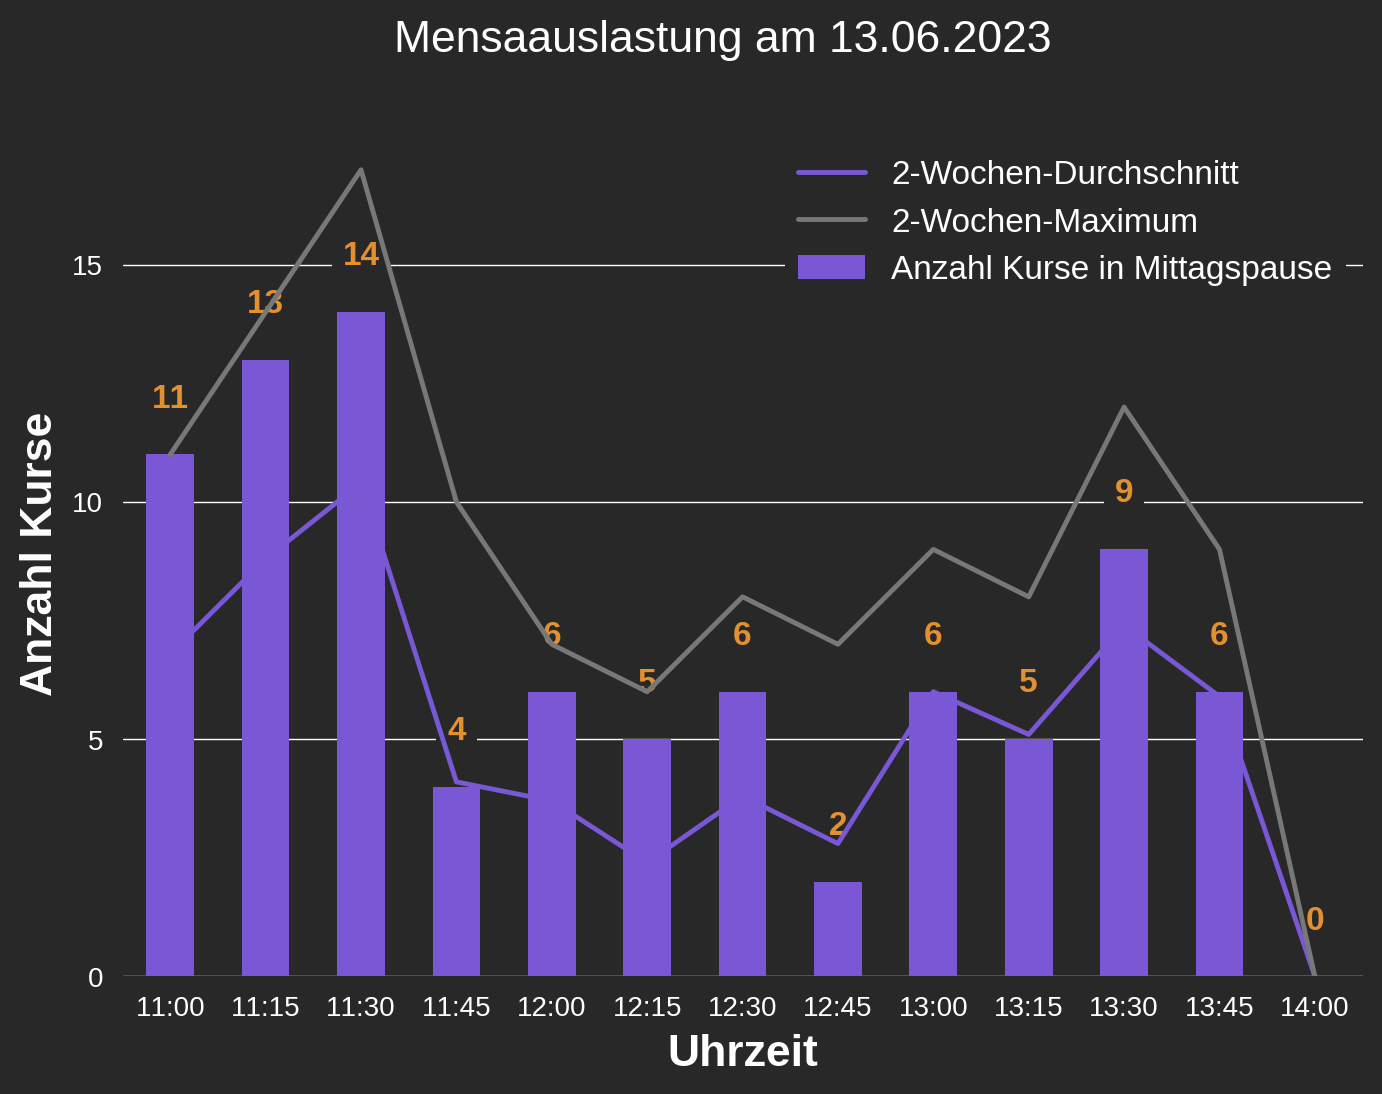 Mensaauslastung am 13.06.2023
2-Wochen-Durchschnitt
2-Wochen-Maximum
Anzahl Kurse in Mittagspause
Anzahl Kurse
15
10
5
0
11
13
14
4
6
5
6
2
6
5
9
6
0
11:00 11:15 11:30 11:45 12:00 12:15 12:30 12:45 13:00 13:15 13:30 13:45 14:00
Uhrzeit